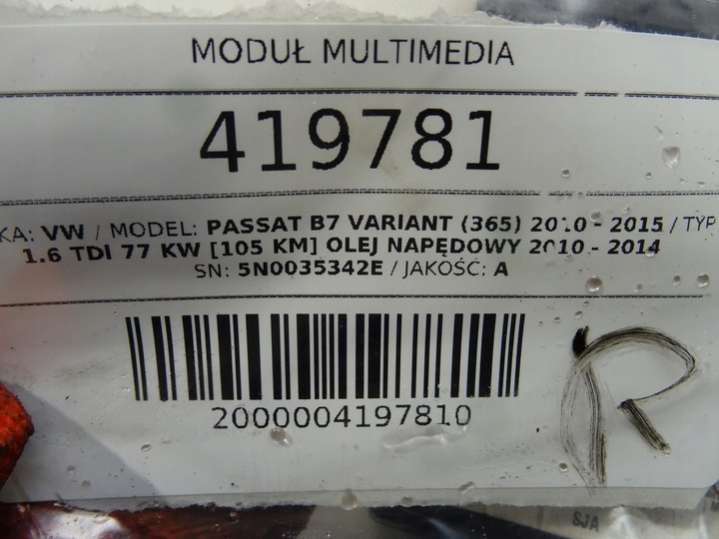 MODUŁ MULTIMEDIA
419781
KA: VW / MODEL: PASSAT B7 VARIANT (365) 2010 - 2015 / TYP
1.6 TDI 77 KW [105 KM] OLEJ NAPĘDOWY 2010 - 2014
SN: 5N0035342E / JAKOŚĆ: A
2000004197810
R
SJA